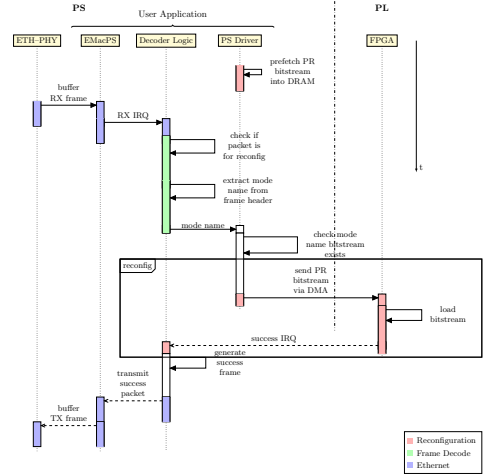 PS
PL
User Application
ETH–PHY
EMacPS
Decoder Logic
PS Driver
FPGA
prefetch PR
bitstream
into DRAM
buffer
RX frame
RX IRQ
check if
packet is
for reconfig
t
extract mode
name from
frame header
mode name
check mode
name bitstream
exists
reconfig
send PR
bitstream
via DMA
load
bitstream
success IRQ
generate
success
frame
transmit
success
packet
buffer
TX frame
Reconfiguration
Frame Decode
Ethernet